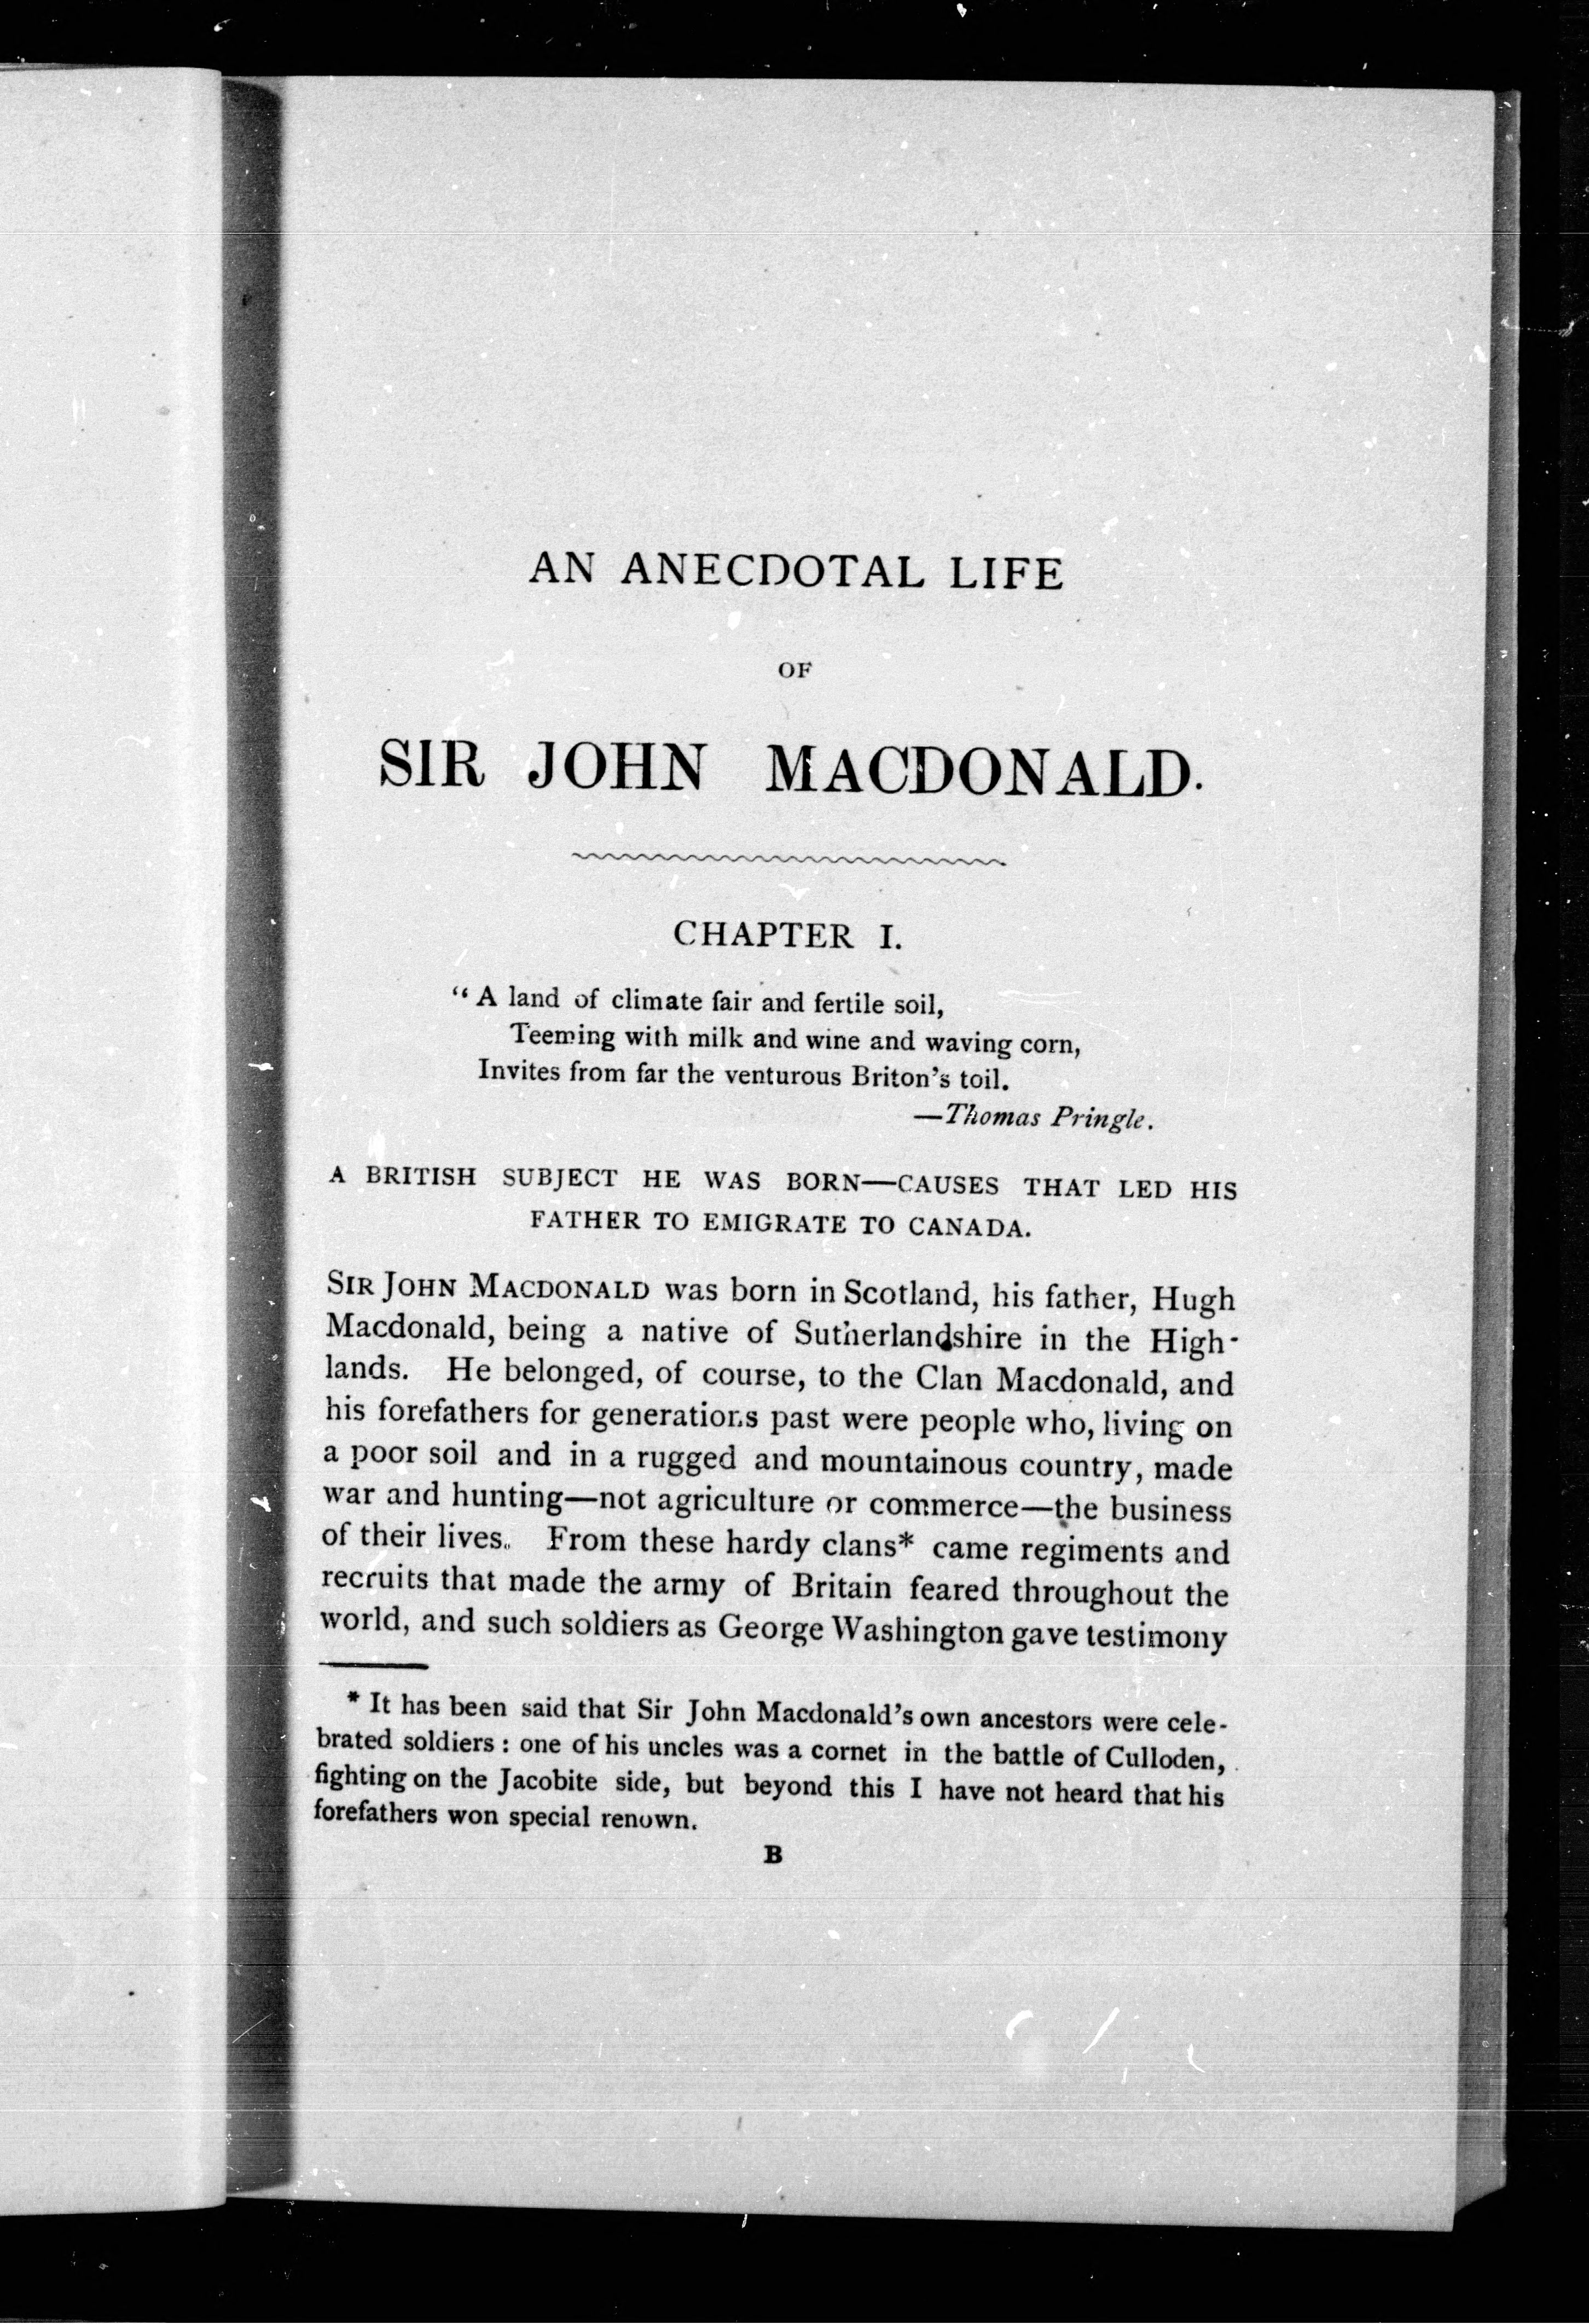 AN ANECDOTAL LIFE
OF
SIR JOHN MACDONALD.
CHAPTER I.
“A land of climate fair and fertile soil,
Teeming with milk and wine and waving corn,
Invites from far the venturous Briton’s toil.
—Thomas Pringle.
A BRITISH SUBJECT HE WAS BORN—CAUSES THAT LED HIS
FATHER TO EMIGRATE TO CANADA.
SIR JOHN MACDONALD was born in Scotland, his father, Hugh
Macdonald, being a native of Sutherlandshire in the High-
lands. He belonged, of course, to the Clan Macdonald, and
his forefathers for generations past were people who, living on
a poor soil and in a rugged and mountainous country, made
war and hunting—not agriculture or commerce—the business
of their lives. From these hardy clans* came regiments and
recruits that made the army of Britain feared throughout the
world, and such soldiers as George Washington gave testimony
* It has been said that Sir John Macdonald’s own ancestors were cele-
brated soldiers : one of his uncles was a cornet in the battle of Culloden,
fighting on the Jacobite side, but beyond this I have not heard that his
forefathers won special renown.
B